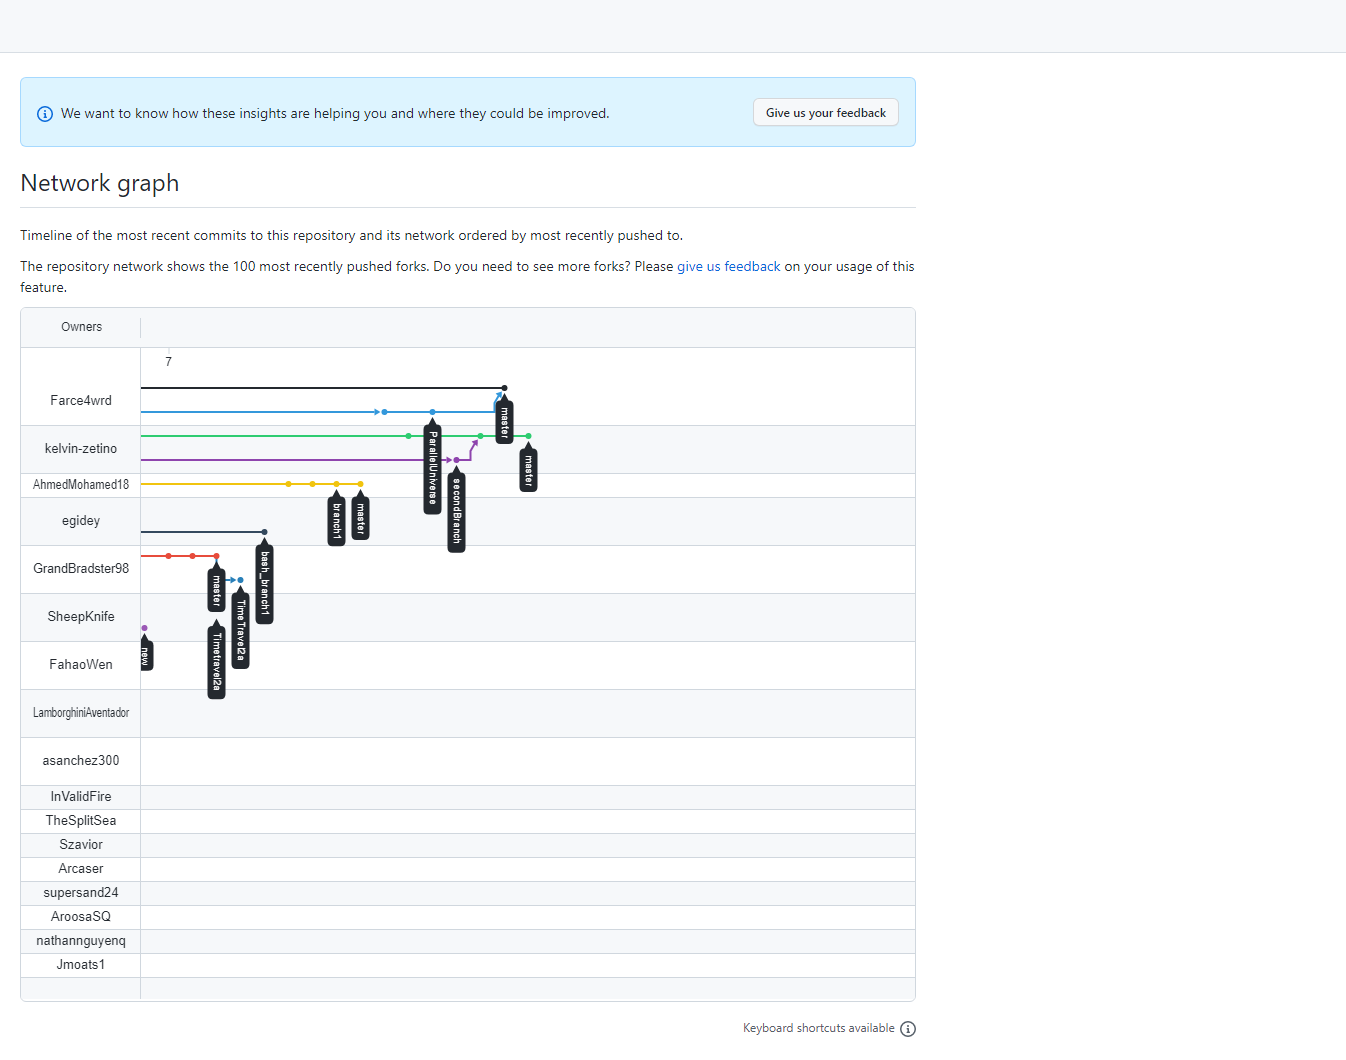 We want to know how these insights are helping you and where they could be improved.
Give us your feedback
Network graph
Timeline of the most recent commits to this repository and its network ordered by most recently pushed to.
The repository network shows the 100 most recently pushed forks. Do you need to see more forks? Please give us feedback on your usage of this
feature.
Owners
7
Farce4wrd
master
ParallelUniverse
kelvin-zetino
master
secondBranch
AhmedMohamed18
branch1
master
egidey
bash_branch1
GrandBradster98
master
TimeTravel2a
SheepKnife
Timetravel2a
new
FahaoWen
LamborghiniAventador
asanchez300
InValidFire
TheSplitSea
Szavior
Arcaser
supersand24
AroosaSQ
nathannguyenq
Jmoats1
Keyboard shortcuts available